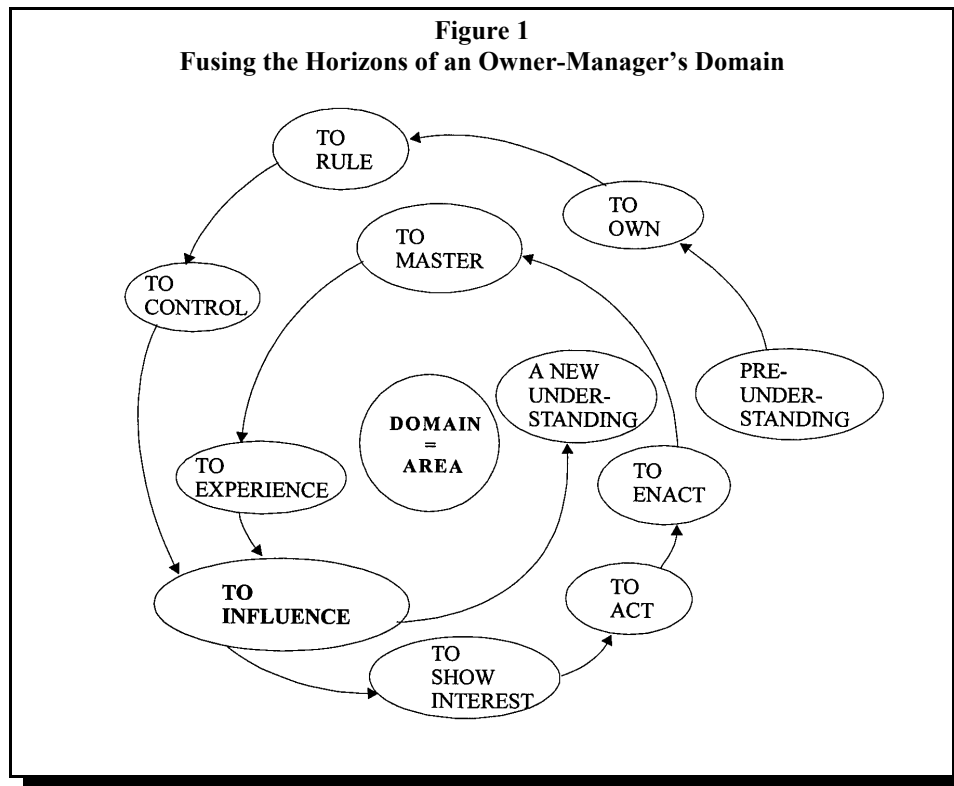 Figure 1
Fusing the Horizons of an Owner-Manager’s Domain
TO
RULE
TO
OWN
TO
MASTER
TO
CONTROL
A NEW
UNDER-
STANDING
PRE-
UNDER-
STANDING
DOMAIN
=
AREA
TO
EXPERIENCE
TO
ENACT
TO
INFLUENCE
TO
ACT
TO
SHOW
INTEREST